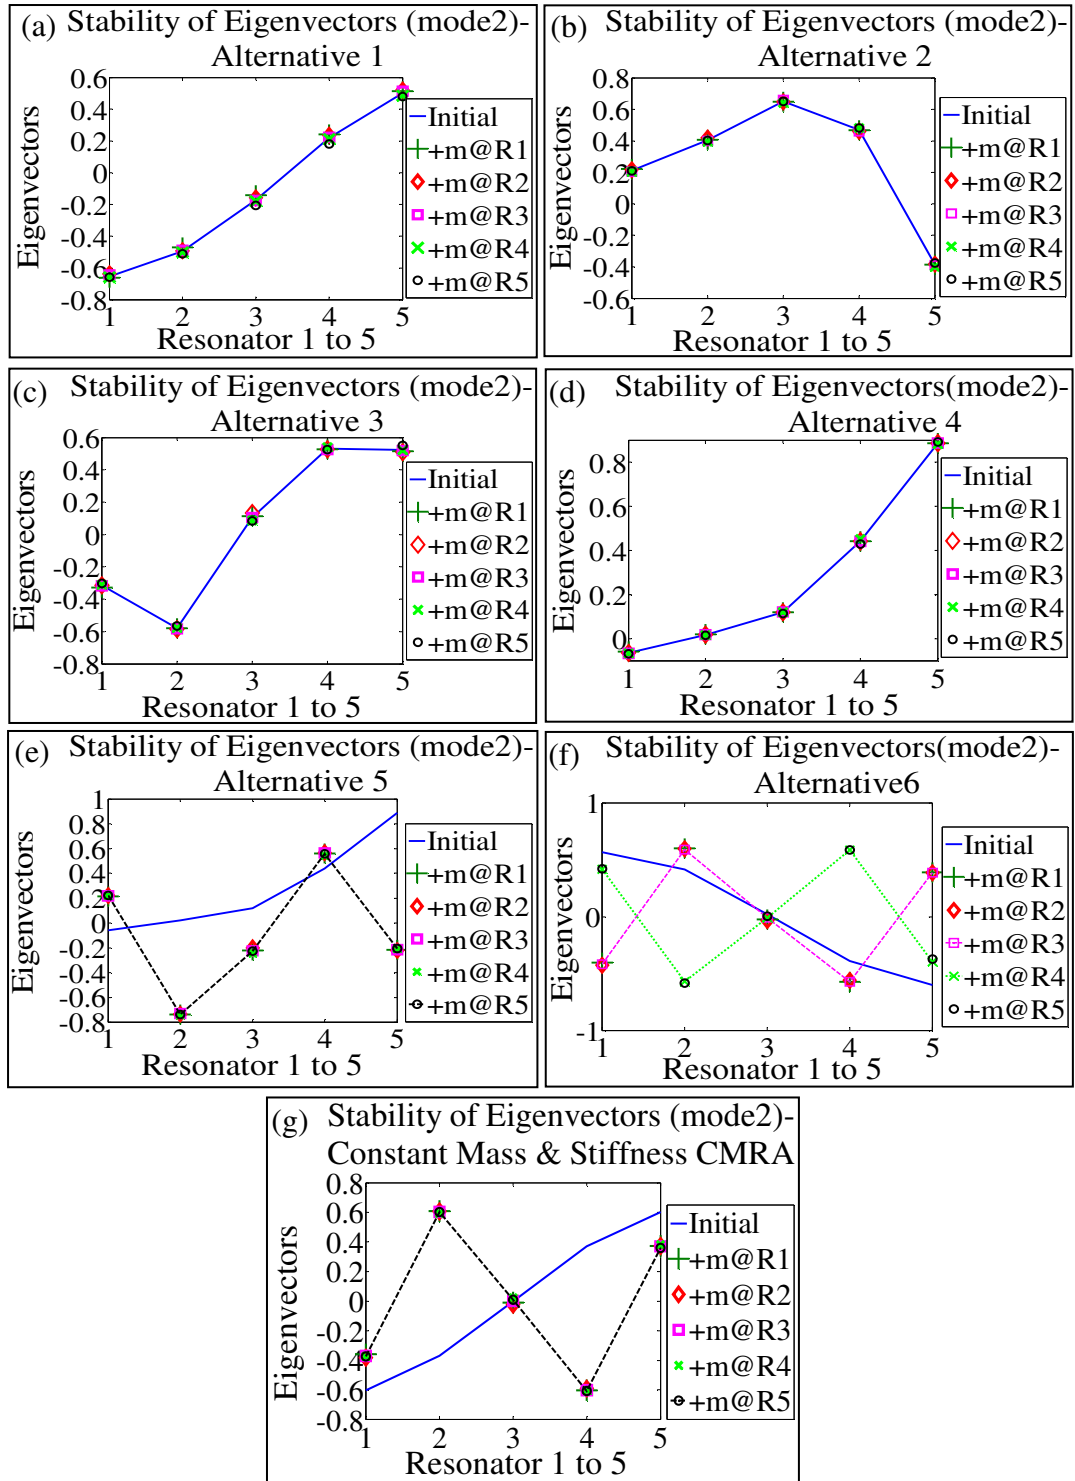 (a) Stability of Eigenvectors (mode2)-
Alternative 1
Eigenvectors
0.6
0.4
0.2
0
-0.2
-0.4
-0.6
-0.8
1 2 3 4 5
Resonator 1 to 5
Initial
+m@R1
+m@R2
+m@R3
+m@R4
+m@R5
(b) Stability of Eigenvectors (mode2)-
Alternative 2
Eigenvectors
0.8
0.6
0.4
0.2
0
-0.2
-0.4
-0.6
1 2 3 4 5
Resonator 1 to 5
Initial
+m@R1
+m@R2
+m@R3
+m@R4
+m@R5
(c) Stability of Eigenvectors (mode2)-
Alternative 3
Eigenvectors
0.6
0.4
0.2
0
-0.2
-0.4
-0.6
-0.8
1 2 3 4 5
Resonator 1 to 5
Initial
+m@R1
+m@R2
+m@R3
+m@R4
+m@R5
(d) Stability of Eigenvectors(mode2)-
Alternative 4
Eigenvectors
0.8
0.4
0.2
0
1 2 3 4 5
Resonator 1 to 5
Initial
+m@R1
+m@R2
+m@R3
+m@R4
+m@R5
(e) Stability of Eigenvectors (mode2)-
Alternative 5
Eigenvectors
1
0.8
0.6
0.4
0.2
0
-0.2
-0.4
-0.6
-0.8
1 2 3 4 5
Resonator 1 to 5
Initial
+m@R1
+m@R2
+m@R3
+m@R4
+m@R5
(f) Stability of Eigenvectors(mode2)-
Alternative6
Eigenvectors
1
0
-1
1 2 3 4 5
Resonator 1 to 5
Initial
+m@R1
+m@R2
+m@R3
+m@R4
+m@R5
(g) Stability of Eigenvectors (mode2)-
Constant Mass & Stiffness CMRA
Eigenvectors
0.8
0.6
0.4
0.2
0
-0.2
-0.4
-0.6
-0.8
1 2 3 4 5
Resonator 1 to 5
Initial
+m@R1
+m@R2
+m@R3
+m@R4
+m@R5